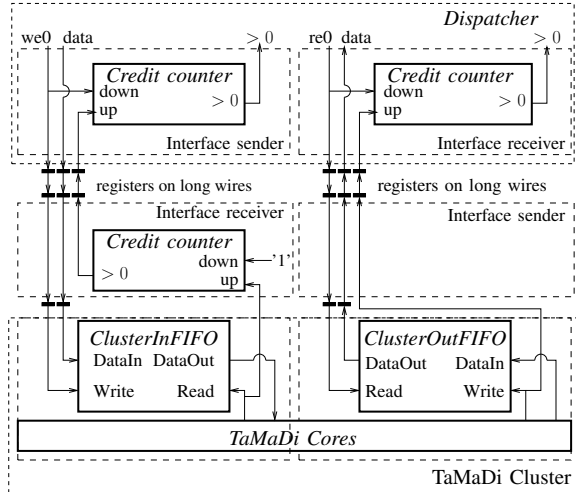 Dispatcher
we0 data > 0 re0 data > 0
Credit counter Credit counter
down > 0 down > 0
up up
Interface sender Interface receiver
registers on long wires registers on long wires
Interface receiver Interface sender
Credit counter
> 0 down '1'
up
ClusterInFIFO ClusterOutFIFO
DataIn DataOut DataOut DataIn
Write Read Read Write
TaMaDi Cores
TaMaDi Cluster